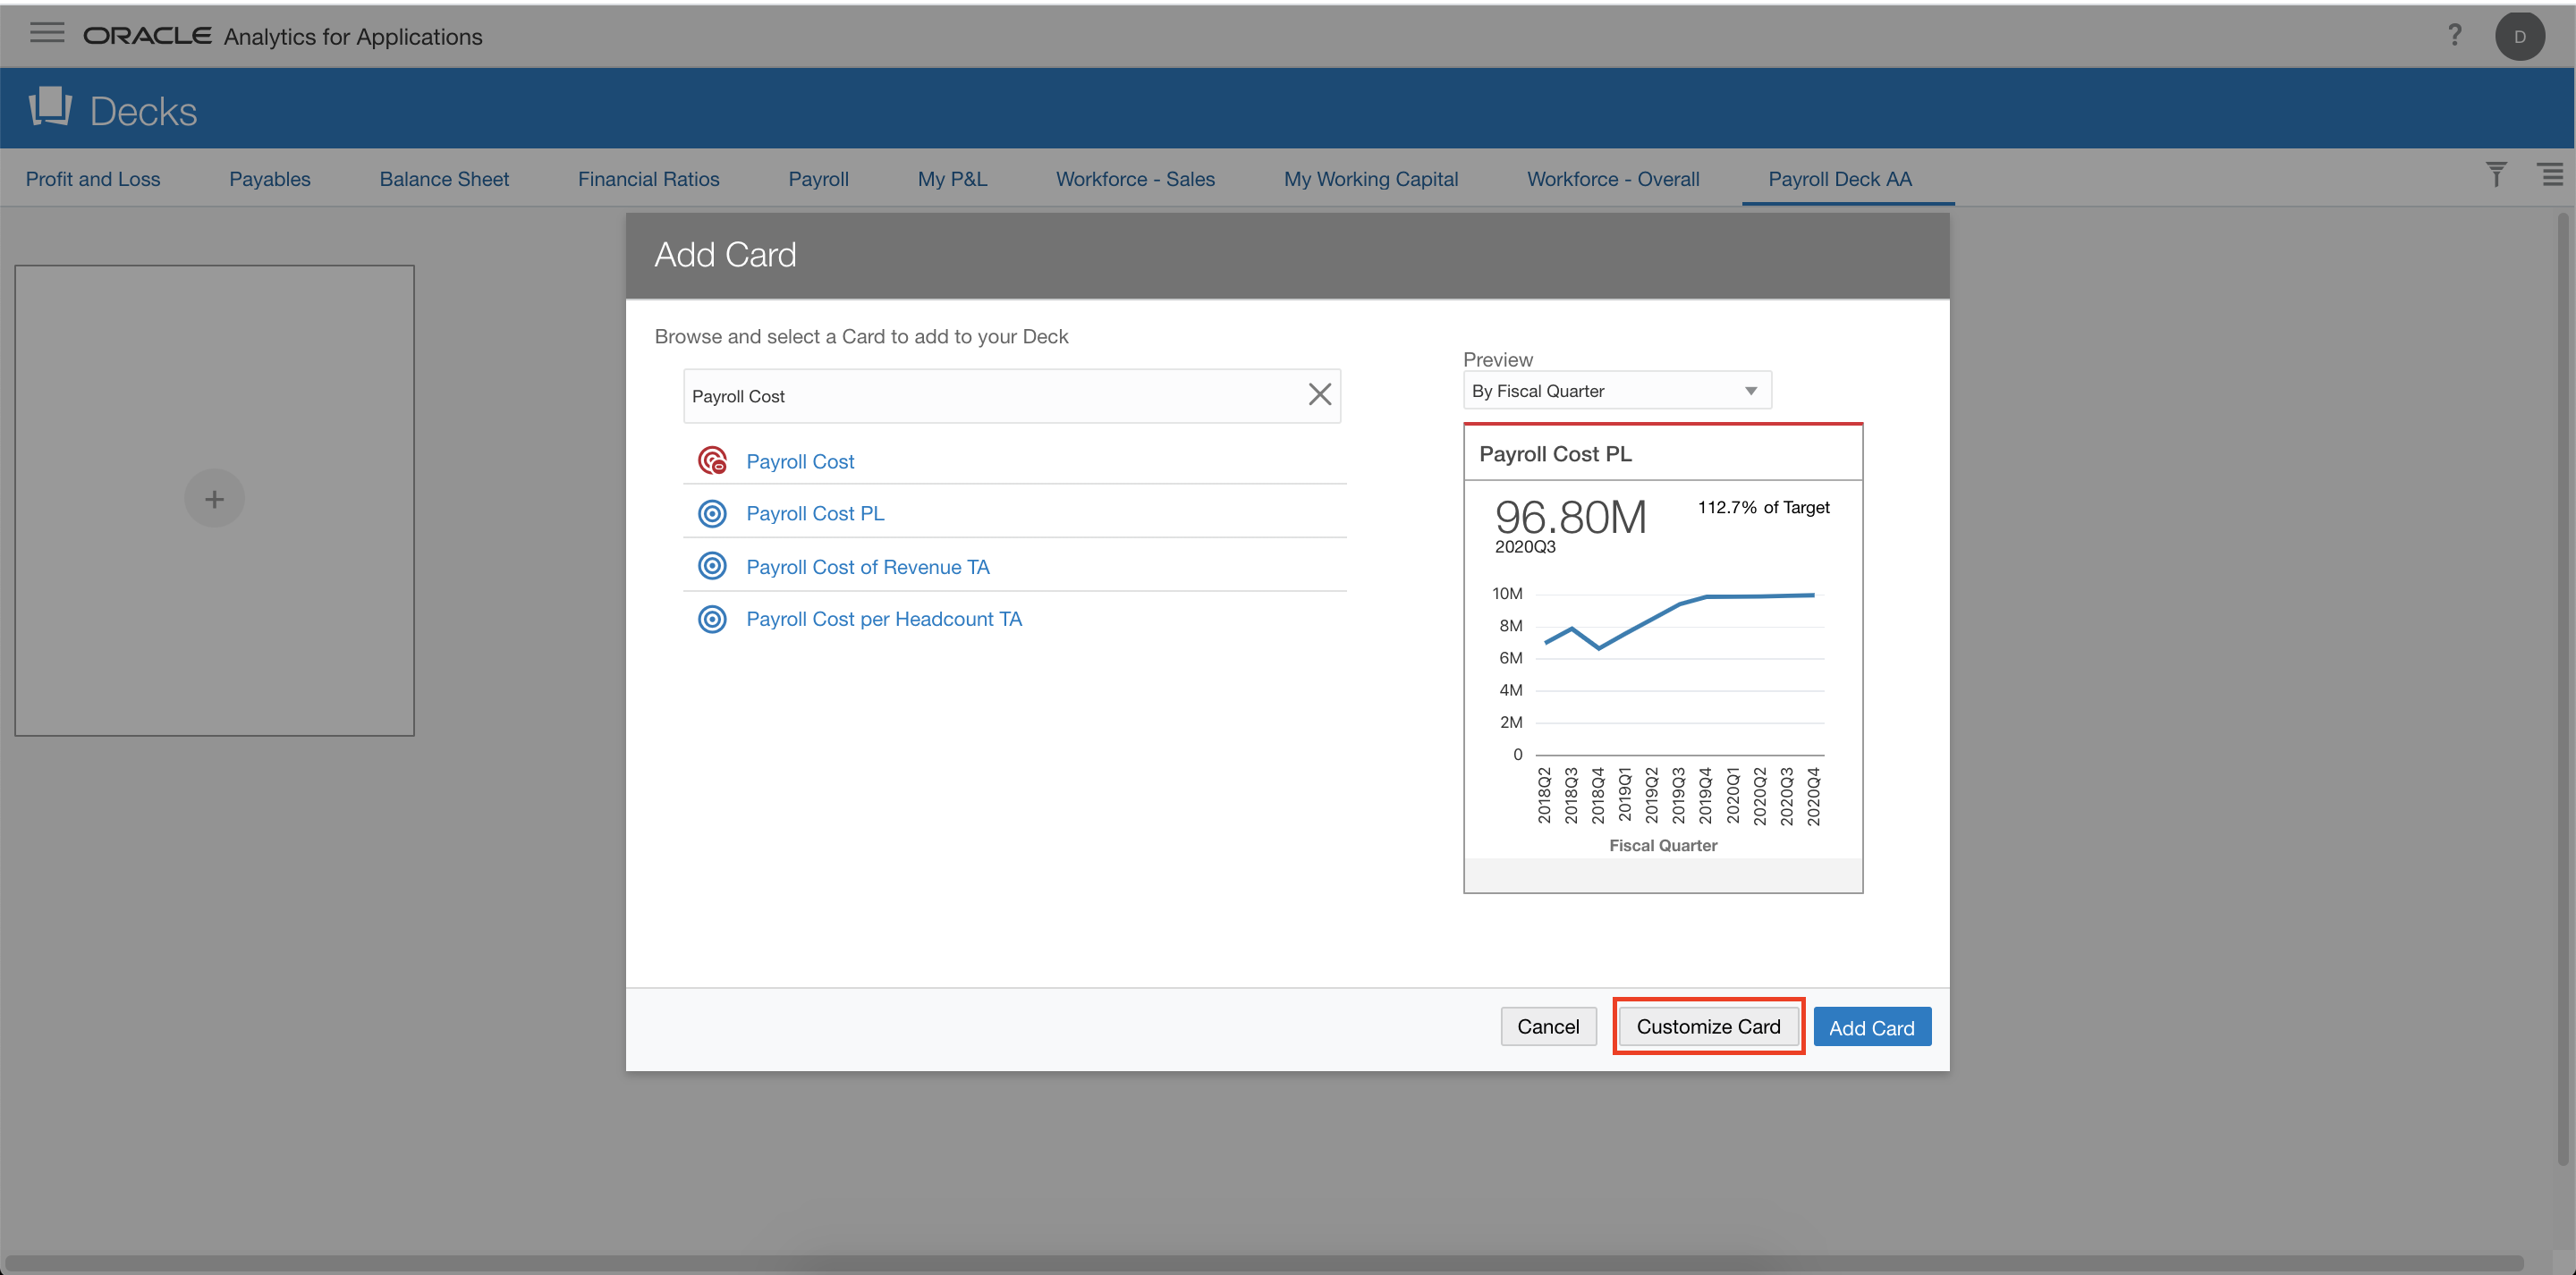 ORACLE Analytics for Applications
?
D
Decks
Profit and Loss
Payables
Balance Sheet
Financial Ratios
Payroll
My P&L
Workforce - Sales
My Working Capital
Workforce - Overall
Payroll Deck AA
Add Card
Browse and select a Card to add to your Deck
Payroll Cost
Payroll Cost
Payroll Cost PL
Payroll Cost of Revenue TA
Payroll Cost per Headcount TA
Preview
By Fiscal Quarter
Payroll Cost PL
96.80M
112.7% of Target
2020Q3
10M
8M
6M
4M
2M
0
2018Q2
2018Q3
2018Q4
2019Q1
2019Q2
2019Q3
2019Q4
2020Q1
2020Q2
2020Q3
2020Q4
Fiscal Quarter
Cancel
Customize Card
Add Card